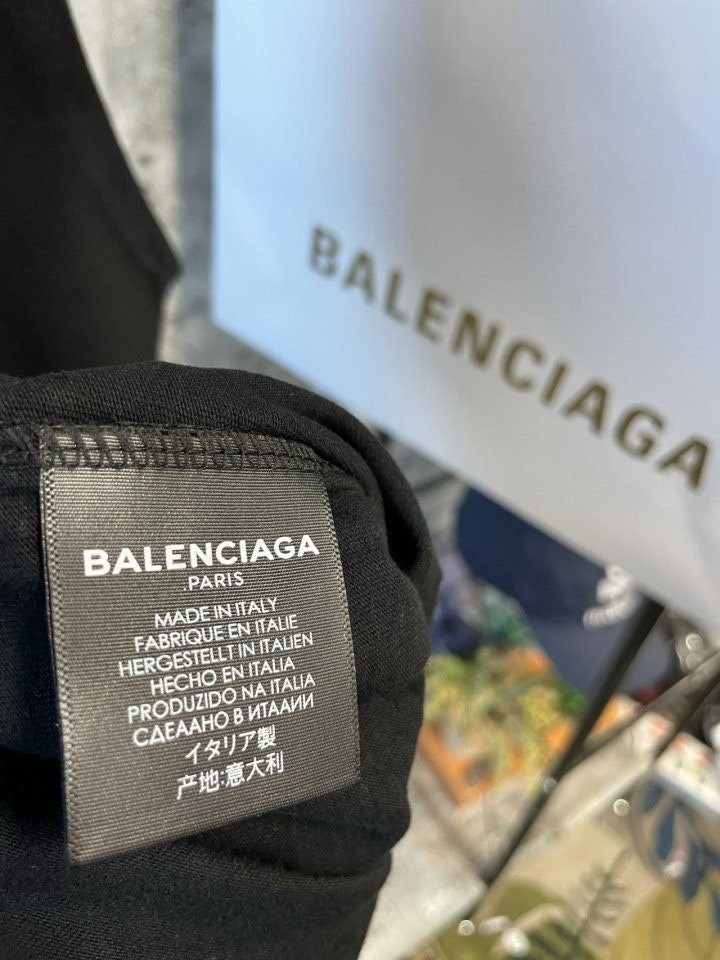 BALENCIAGA
BALENCIAGA
.PARIS
MADE IN ITALY
FABRIQUE EN ITALIE
HERGESTELLT IN ITALIEN
HECHO EN ITALIA
PRODUZIDO NA ITALIA
СДЕЛАНО В ИТАЛИИ
イタリア製
产地:意大利